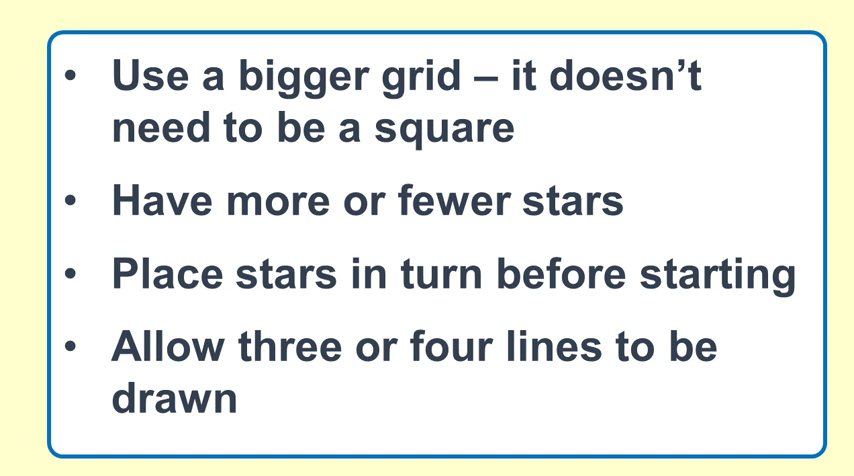 • Use a bigger grid – it doesn’t
need to be a square
• Have more or fewer stars
• Place stars in turn before starting
• Allow three or four lines to be
drawn